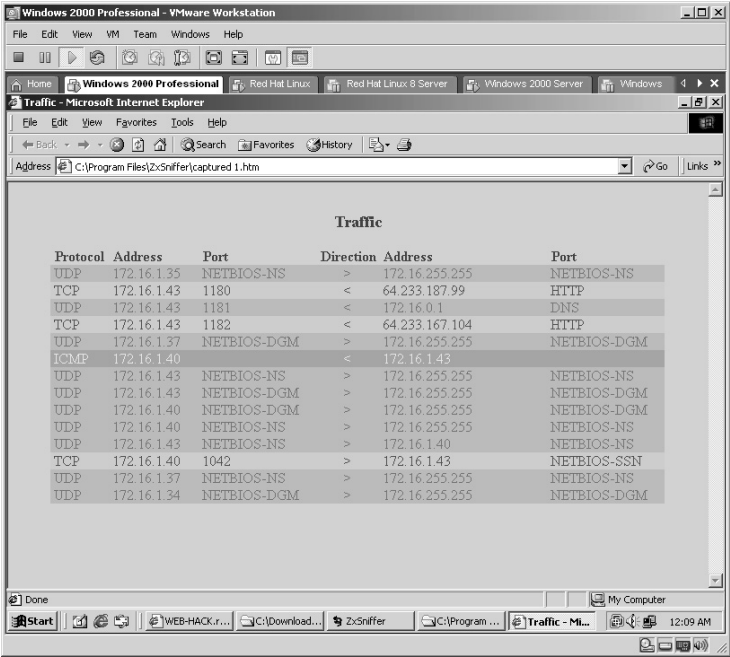 Windows 2000 Professional - VMware Workstation
File Edit View VM Team Windows Help
Home Windows 2000 Professional Red Hat Linux Red Hat Linux 8 Server Windows 2000 Server Windows
Traffic - Microsoft Internet Explorer
File Edit View Favorites Tools Help
Back Search Favorites History
Address C:\Program Files\ZxSniffer\captured 1.htm Go Links »
Traffic
Protocol Address Port Direction Address Port
UDP 172.16.1.35 NETBIOS-NS > 172.16.255.255 NETBIOS-NS
TCP 172.16.1.43 1180 < 64.233.187.99 HTTP
UDP 172.16.1.43 1181 < 172.16.0.1 DNS
TCP 172.16.1.43 1182 < 64.233.167.104 HTTP
UDP 172.16.1.37 NETBIOS-DGM > 172.16.255.255 NETBIOS-DGM
ICMP 172.16.1.40 < 172.16.1.43
UDP 172.16.1.43 NETBIOS-NS > 172.16.255.255 NETBIOS-NS
UDP 172.16.1.43 NETBIOS-DGM > 172.16.255.255 NETBIOS-DGM
UDP 172.16.1.40 NETBIOS-DGM > 172.16.255.255 NETBIOS-DGM
UDP 172.16.1.40 NETBIOS-NS > 172.16.255.255 NETBIOS-NS
UDP 172.16.1.43 NETBIOS-NS > 172.16.1.40 NETBIOS-NS
TCP 172.16.1.40 1042 > 172.16.1.43 NETBIOS-SSN
UDP 172.16.1.37 NETBIOS-NS > 172.16.255.255 NETBIOS-NS
UDP 172.16.1.34 NETBIOS-DGM > 172.16.255.255 NETBIOS-DGM
Done My Computer
Start WEB-HACK.r... C:\Download... ZxSniffer C:\Program ... Traffic - Mi... 12:09 AM